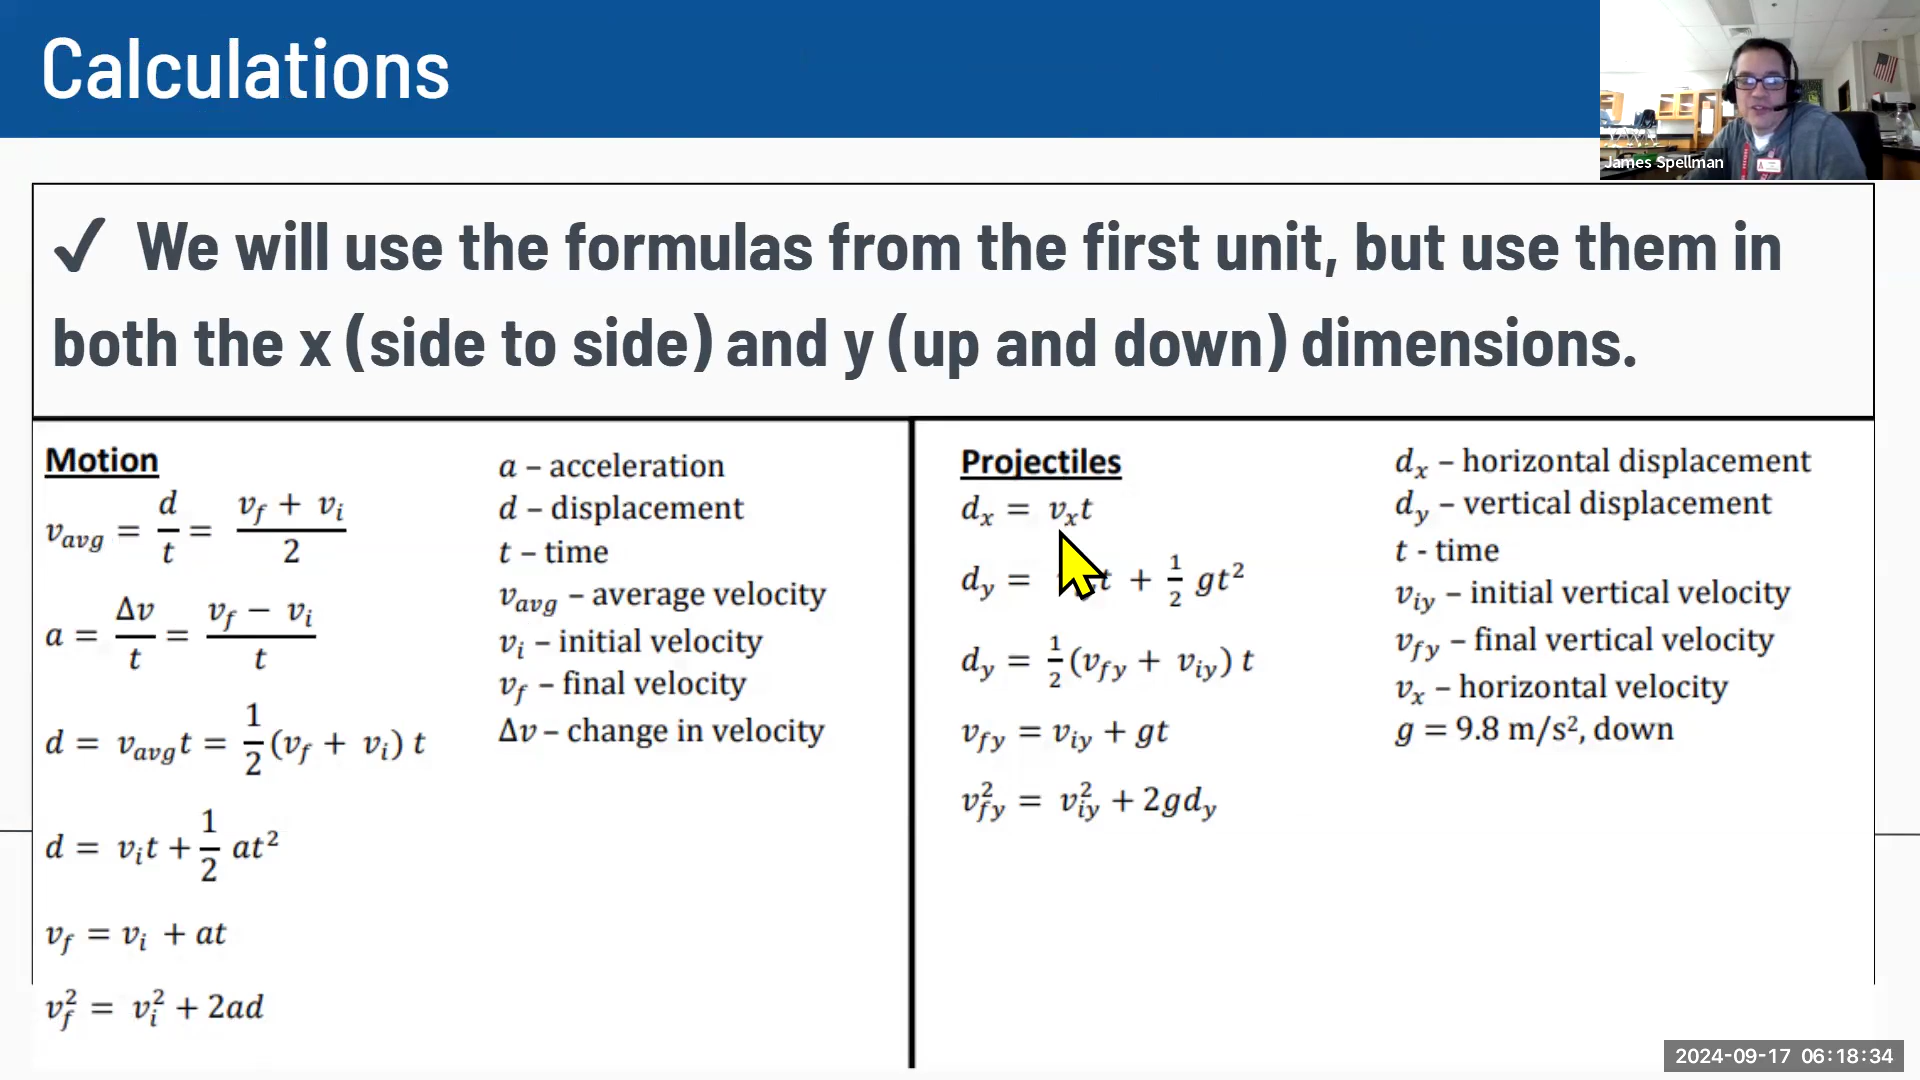 Calculations
James Spellman
✓ We will use the formulas from the first unit, but use them in
both the x (side to side) and y (up and down) dimensions.
Motion
v_avg = d/t = (v_f + v_i)/2
a = Δv/t = (v_f − v_i)/t
d = v_avg t = 1/2 (v_f + v_i) t
d = v_i t + 1/2 at²
v_f = v_i + at
v_f² = v_i² + 2ad
a – acceleration
d – displacement
t – time
v_avg – average velocity
v_i – initial velocity
v_f – final velocity
Δv – change in velocity
Projectiles
d_x = v_x t
d_y = t + 1/2 gt²
d_y = 1/2 (v_fy + v_iy) t
v_fy = v_iy + gt
v_fy² = v_iy² + 2gd_y
d_x – horizontal displacement
d_y – vertical displacement
t - time
v_iy – initial vertical velocity
v_fy – final vertical velocity
v_x – horizontal velocity
g = 9.8 m/s², down
2024-09-17 06:18:34